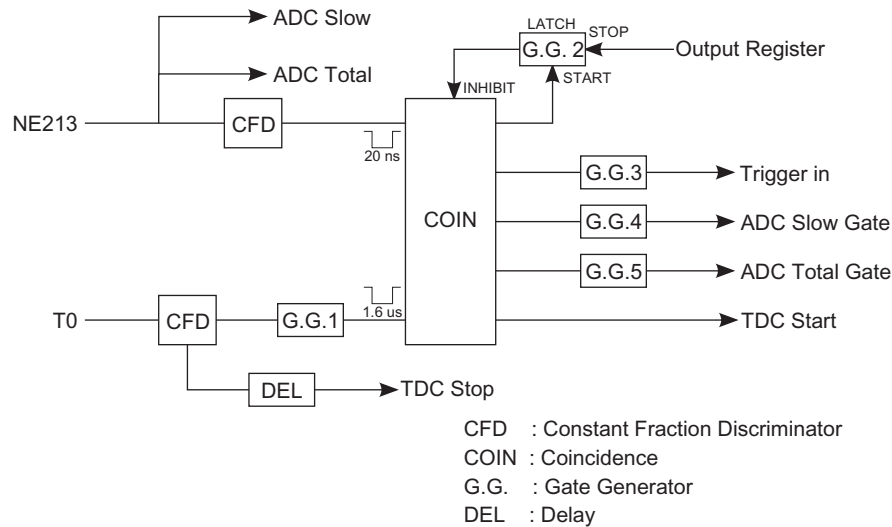 ADC Slow
LATCH
G.G. 2
STOP
Output Register
ADC Total
INHIBIT
START
NE213
CFD
20 ns
G.G.3
Trigger in
COIN
G.G.4
ADC Slow Gate
G.G.5
ADC Total Gate
1.6 us
T0
CFD
G.G.1
TDC Start
DEL
TDC Stop
CFD : Constant Fraction Discriminator
COIN : Coincidence
G.G. : Gate Generator
DEL : Delay